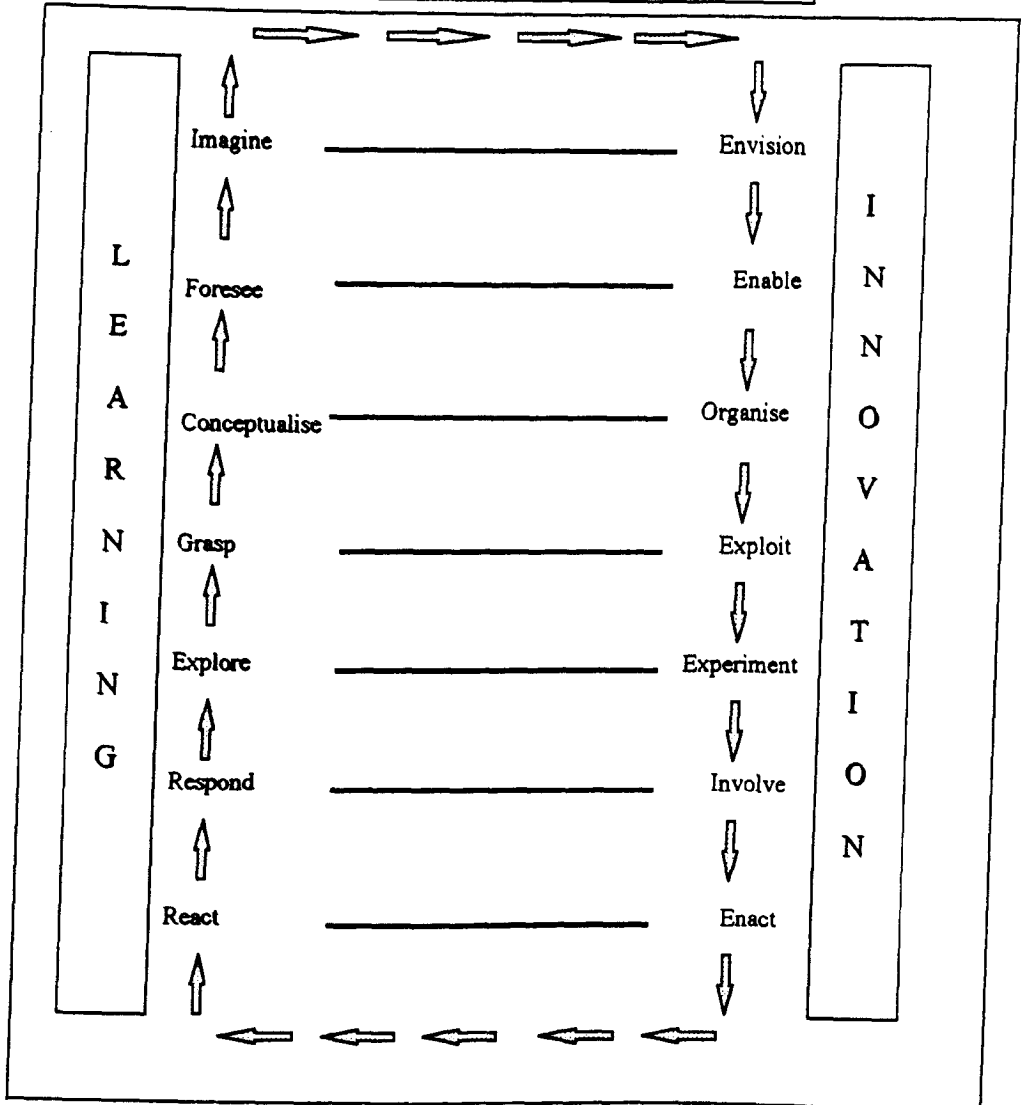 LEARNING
Imagine Envision
Foresee Enable
Conceptualise Organise
Grasp Exploit
Explore Experiment
Respond Involve
React Enact
INNOVATION